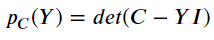 p_C(Y) = det(C − YI)